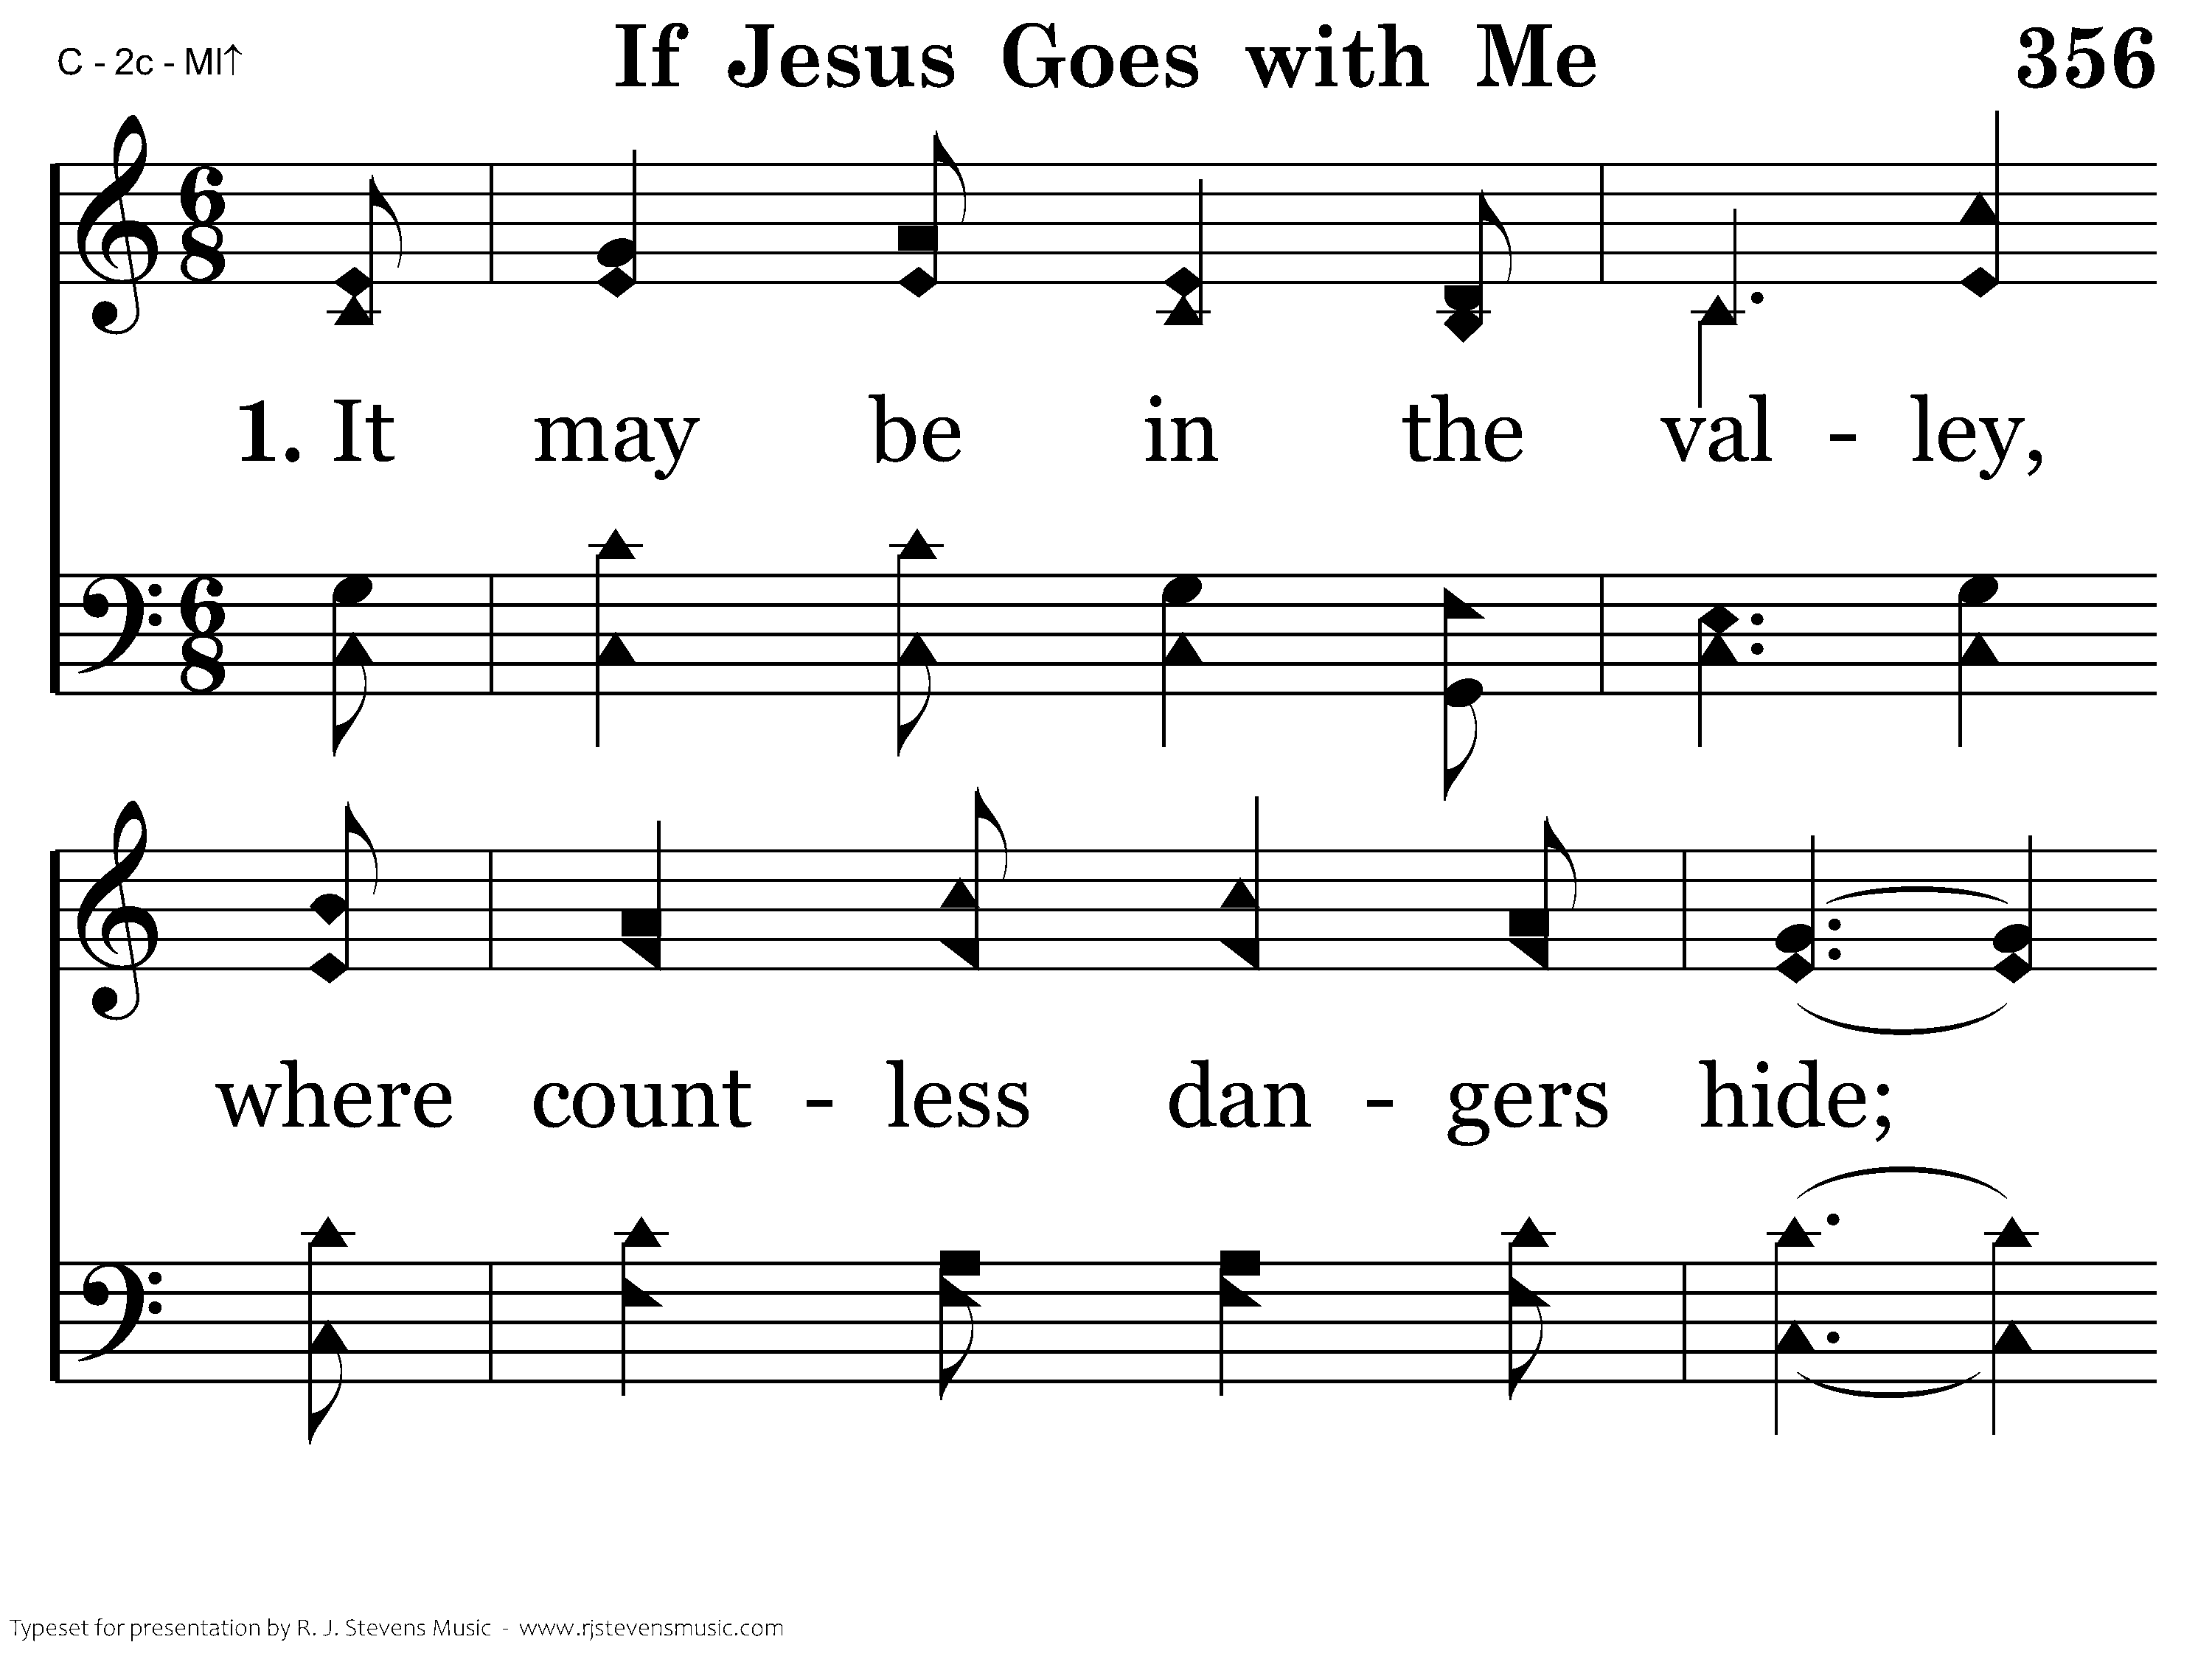 C - 2c - MI↑ If Jesus Goes with Me 356
1. It may be in the val - ley,
where count - less dan - gers hide;
Typeset for presentation by R. J. Stevens Music - www.rjstevensmusic.com